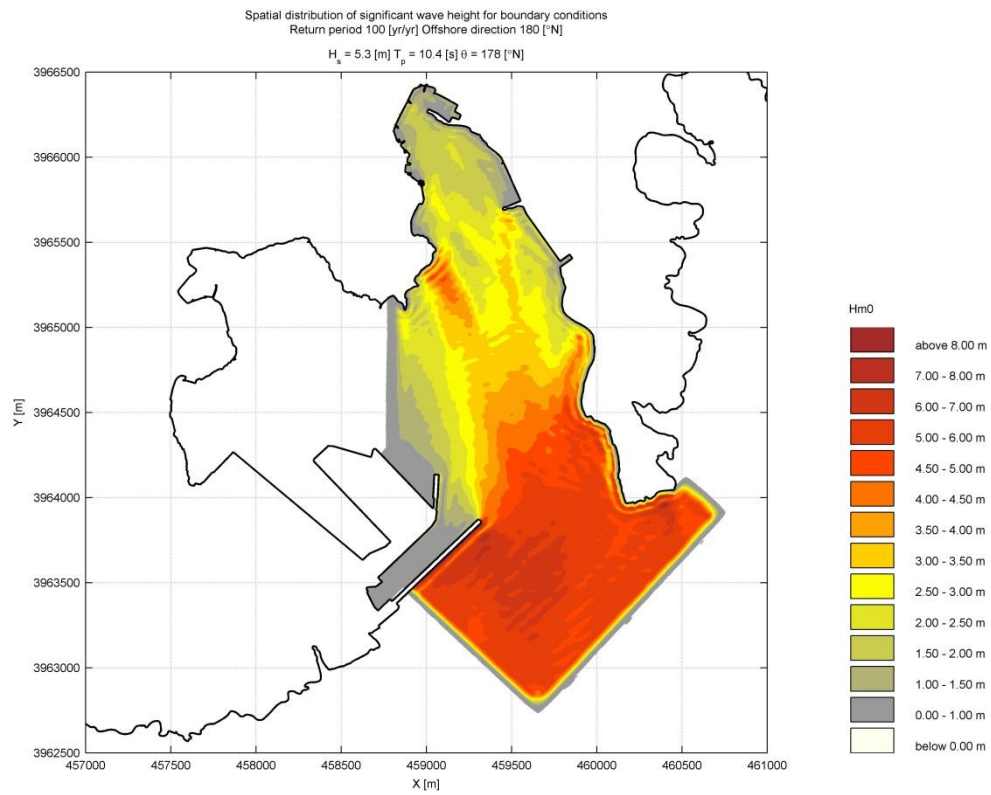 Spatial distribution of significant wave height for boundary conditions
Return period 100 [yr/yr] Offshore direction 180 [°N]
H_s = 5.3 [m] T_p = 10.4 [s] θ = 178 [°N]
3966500
3966000
3965500
3965000
3964500
3964000
3963500
3963000
3962500
Y [m]
457000 457500 458000 458500 459000 459500 460000 460500 461000
X [m]
Hm0
above 8.00 m
7.00 - 8.00 m
6.00 - 7.00 m
5.00 - 6.00 m
4.50 - 5.00 m
4.00 - 4.50 m
3.50 - 4.00 m
3.00 - 3.50 m
2.50 - 3.00 m
2.00 - 2.50 m
1.50 - 2.00 m
1.00 - 1.50 m
0.00 - 1.00 m
below 0.00 m